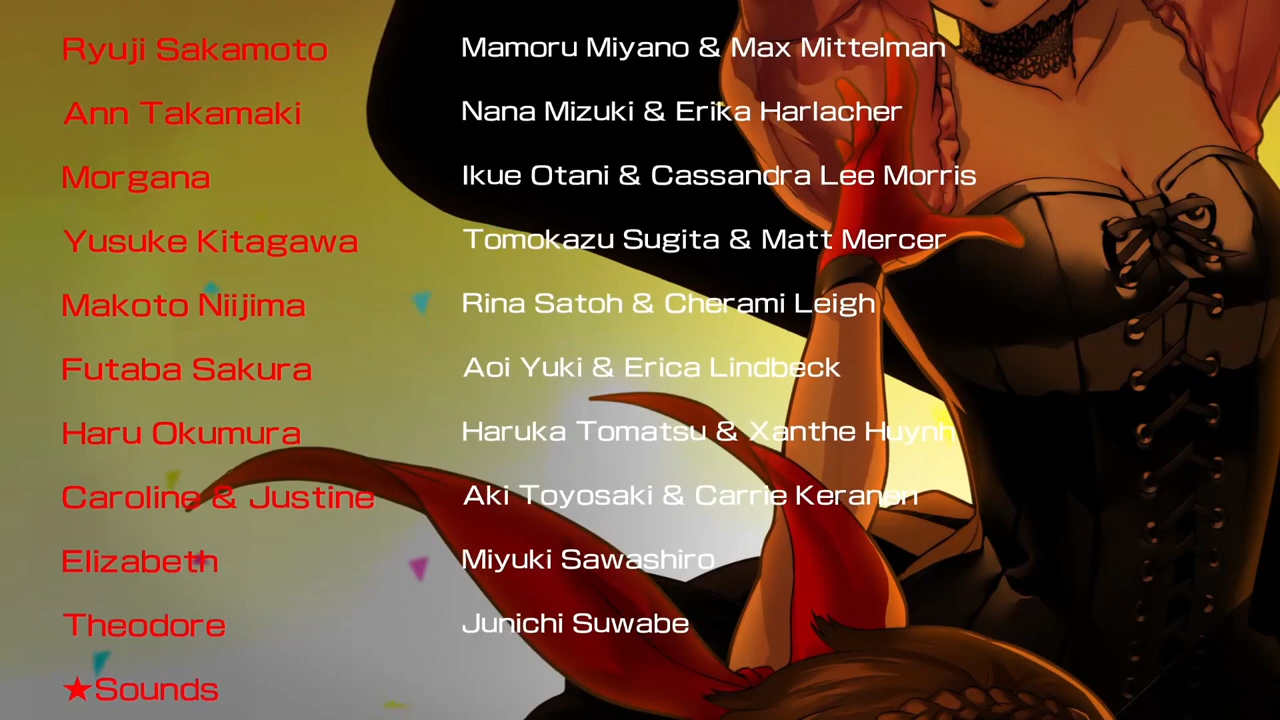 Ryuji Sakamoto Mamoru Miyano & Max Mittelman
Ann Takamaki Nana Mizuki & Erika Harlacher
Morgana Ikue Otani & Cassandra Lee Morris
Yusuke Kitagawa Tomokazu Sugita & Matt Mercer
Makoto Niijima Rina Satoh & Cherami Leigh
Futaba Sakura Aoi Yuki & Erica Lindbeck
Haru Okumura Haruka Tomatsu & Xanthe Huynh
Caroline & Justine Aki Toyosaki & Carrie Keranen
Elizabeth Miyuki Sawashiro
Theodore Junichi Suwabe
★Sounds